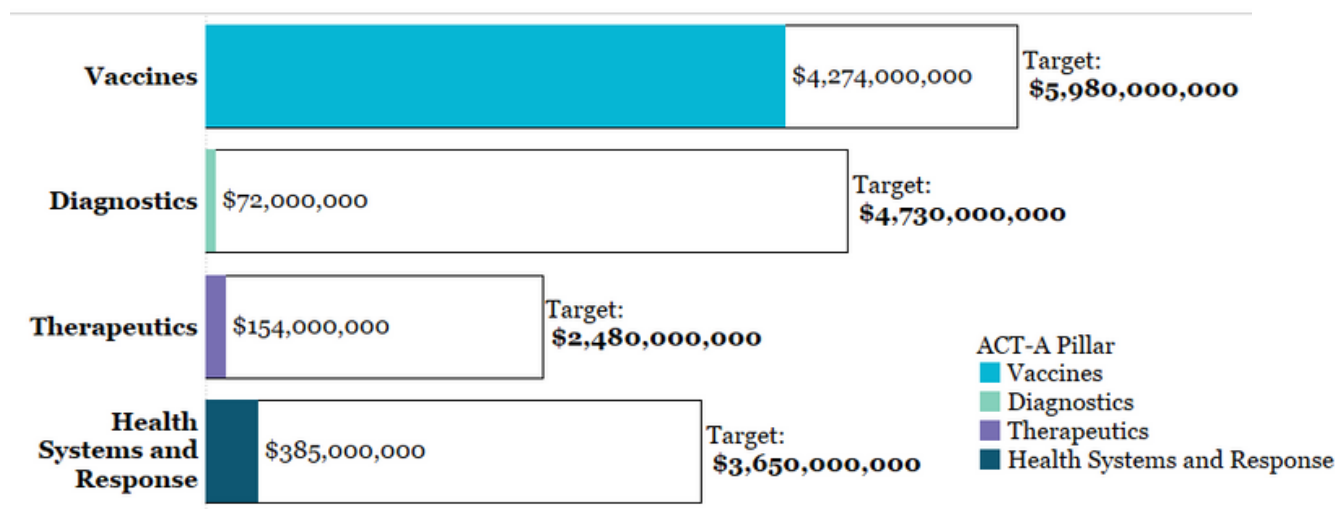 Vaccines
$4,274,000,000
Target:
$5,980,000,000
Diagnostics
$72,000,000
Target:
$4,730,000,000
Therapeutics
$154,000,000
Target:
$2,480,000,000
Health
Systems and
Response
$385,000,000
Target:
$3,650,000,000
ACT-A Pillar
Vaccines
Diagnostics
Therapeutics
Health Systems and Response